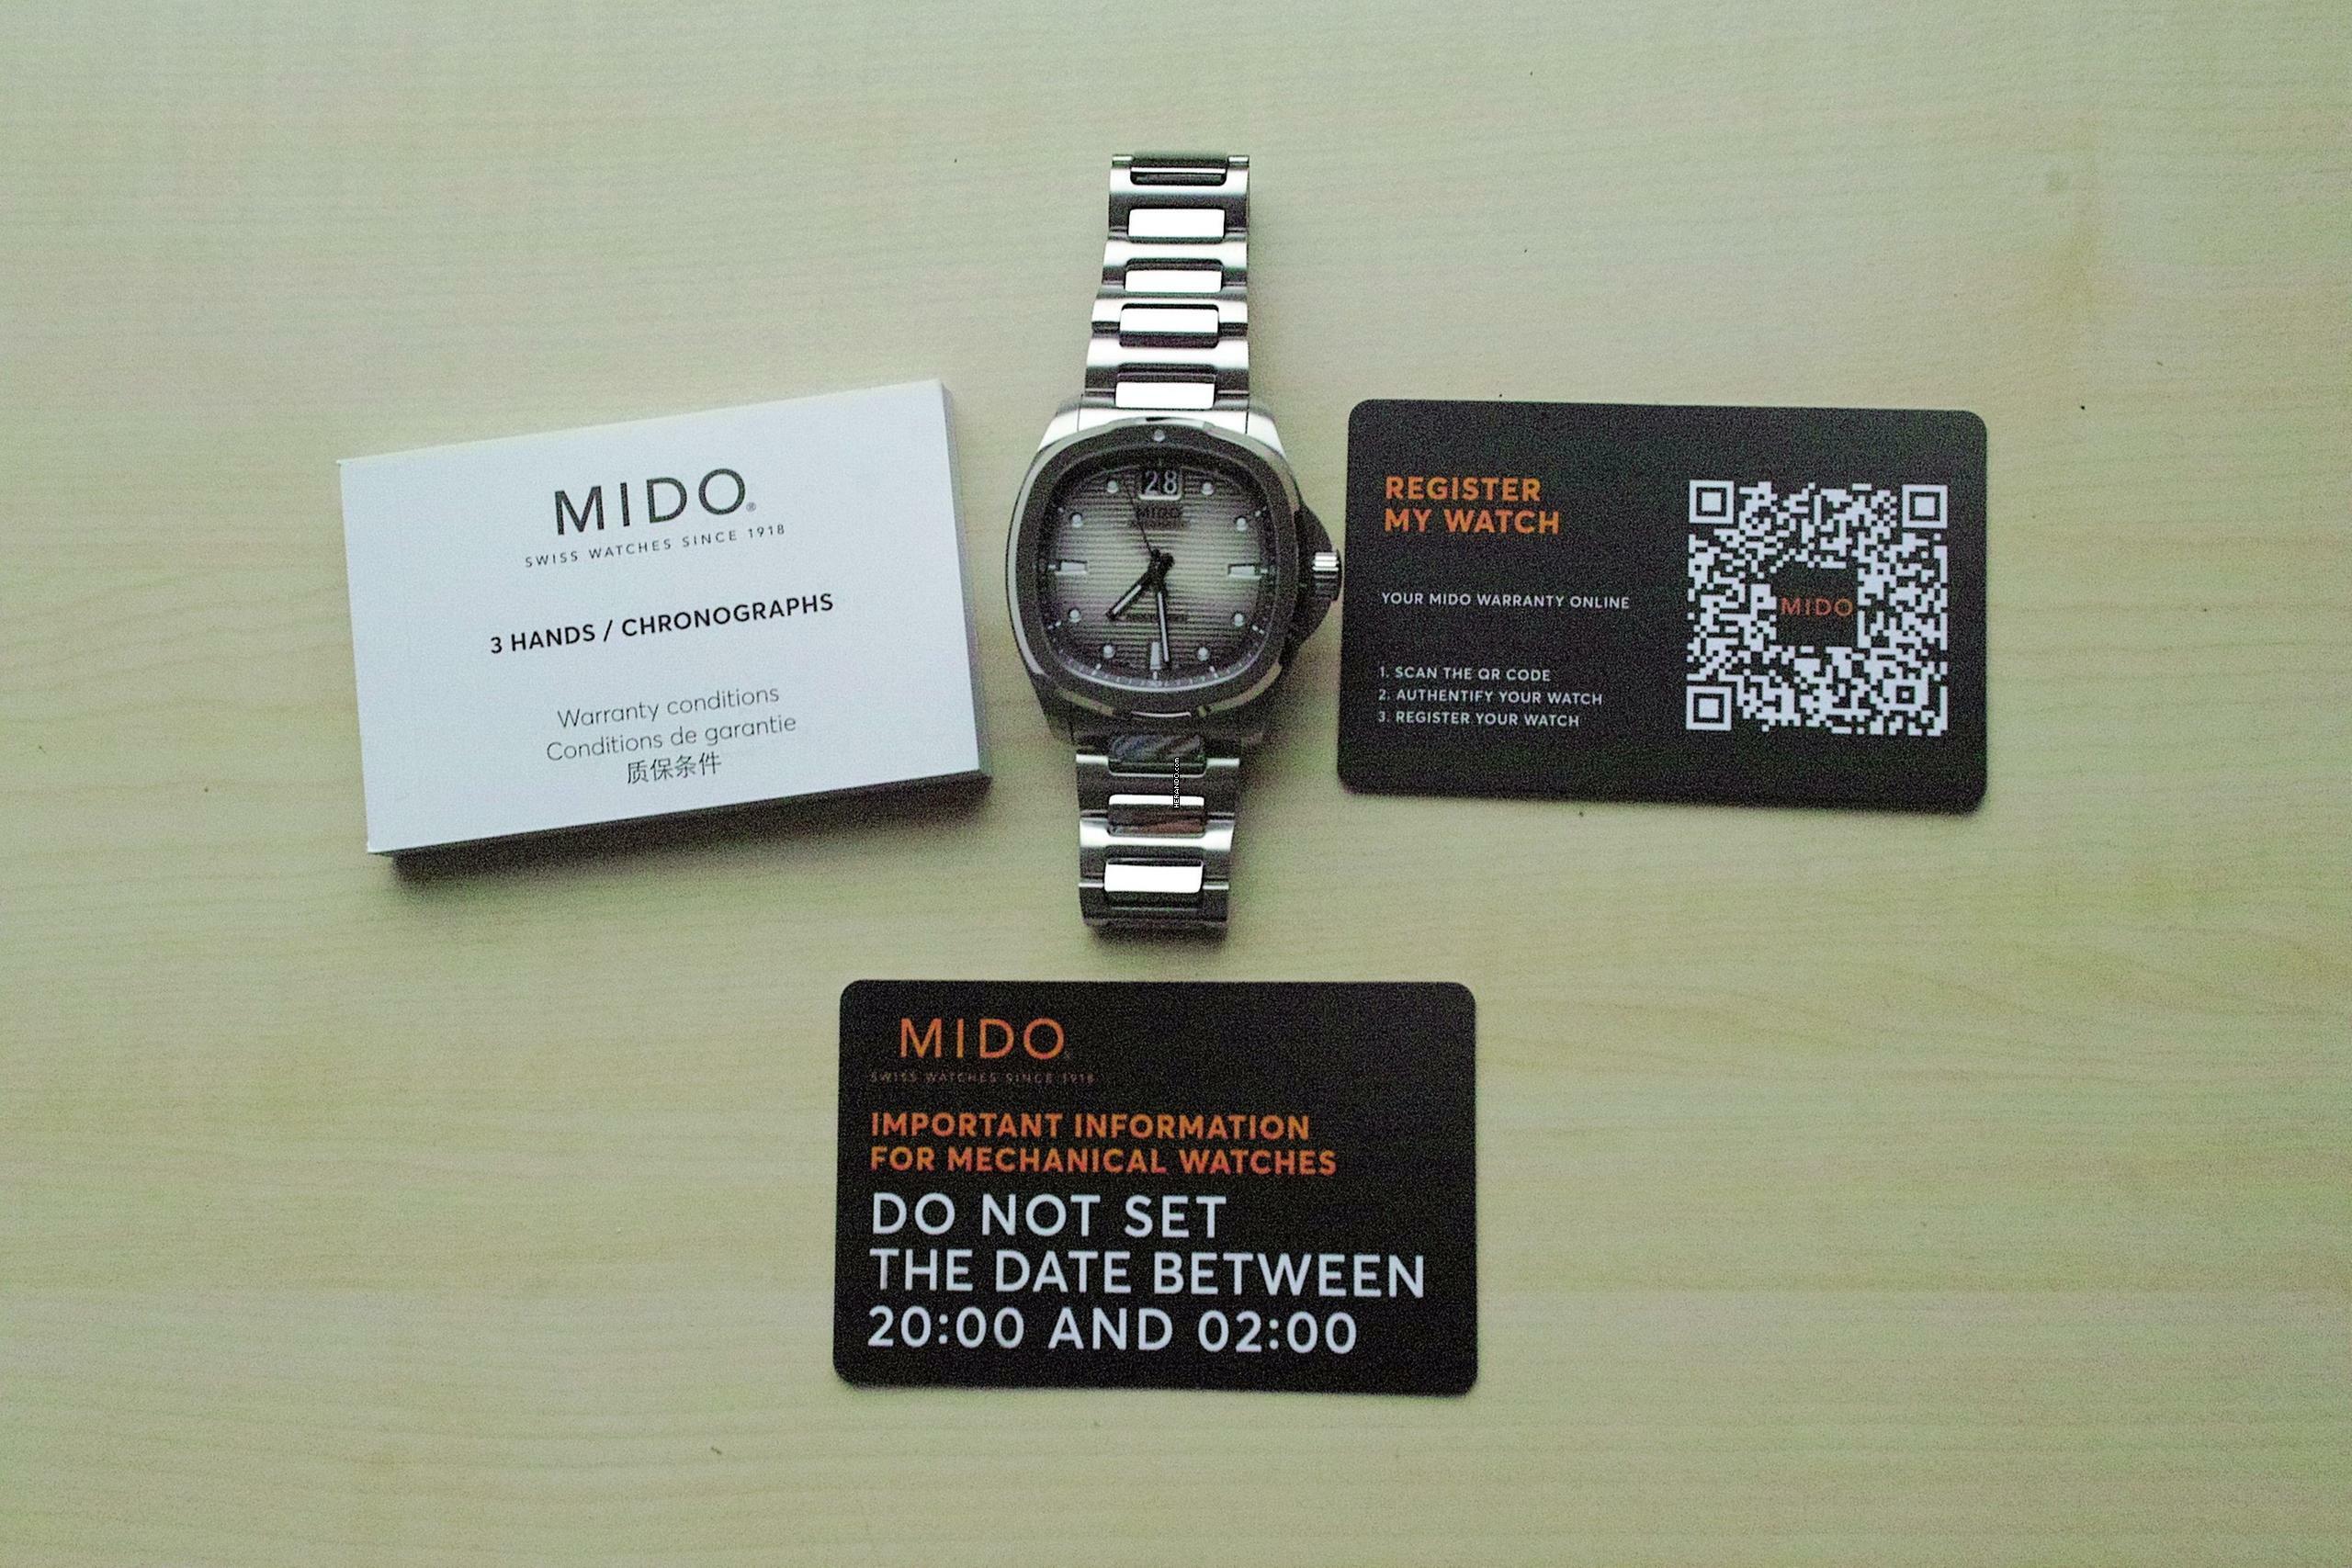 MIDO®
SWISS WATCHES SINCE 1918
3 HANDS / CHRONOGRAPHS
Warranty conditions
Conditions de garantie
质保条件
28
MIDO
REGISTER
MY WATCH
YOUR MIDO WARRANTY ONLINE
1. SCAN THE QR CODE
2. AUTHENTIFY YOUR WATCH
3. REGISTER YOUR WATCH
MIDO
MIDO
SWISS WATCHES SINCE 1918
IMPORTANT INFORMATION
FOR MECHANICAL WATCHES
DO NOT SET
THE DATE BETWEEN
20:00 AND 02:00